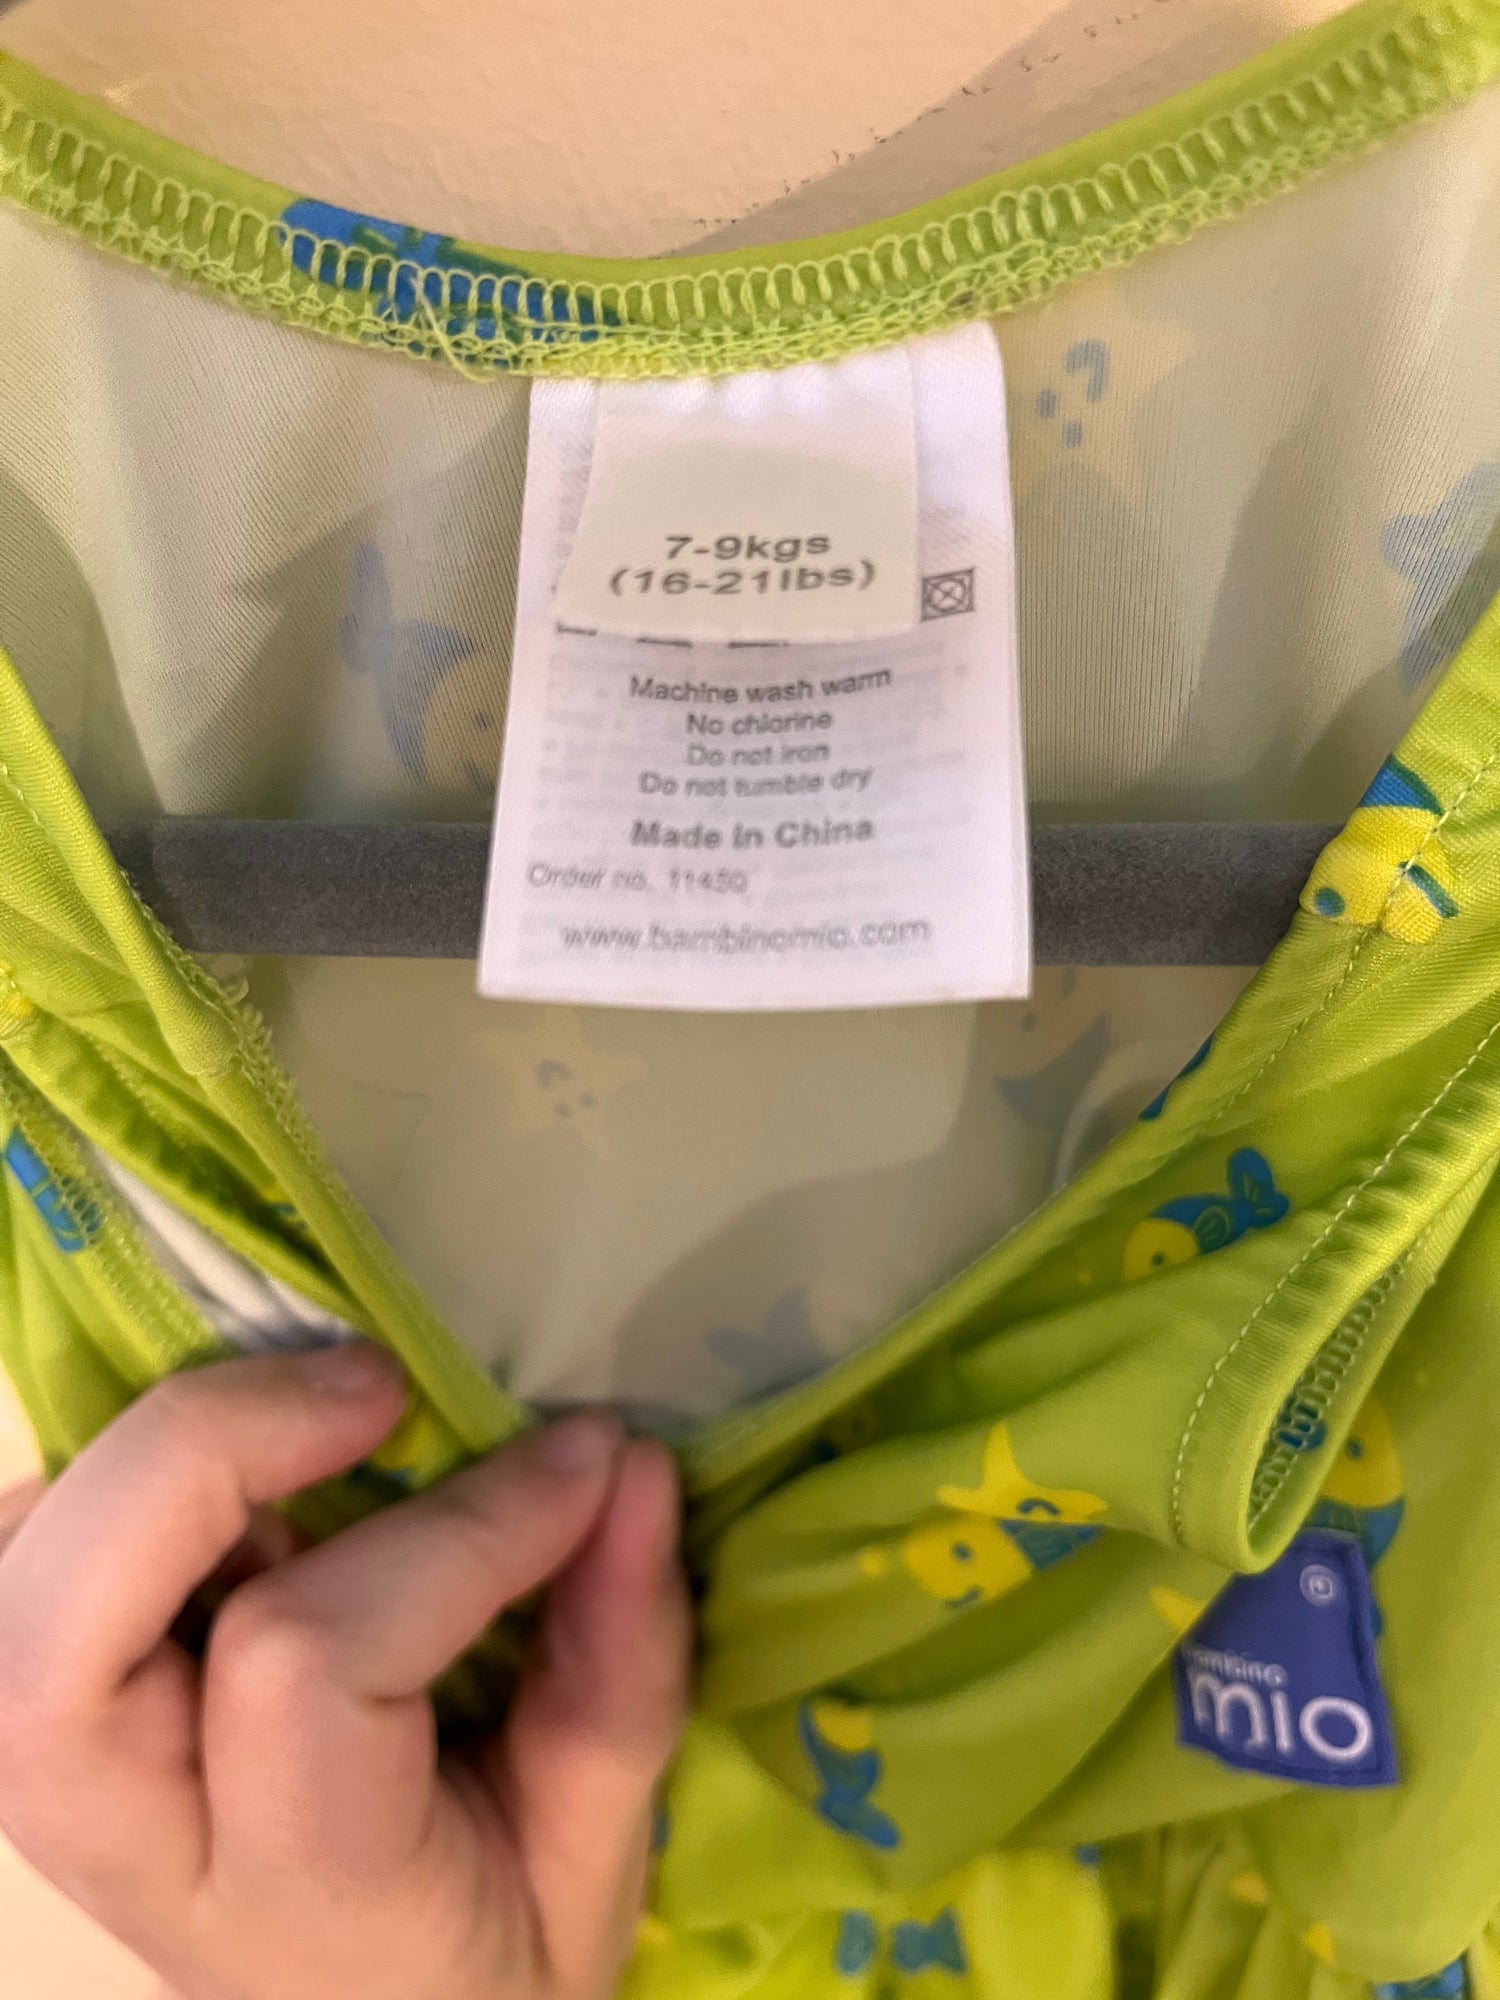 7-9kgs
(16-21lbs)
Machine wash warm
No chlorine
Do not iron
Do not tumble dry
Made in China
Order no. 11450
www.bambinomio.com
bambino
mio
®